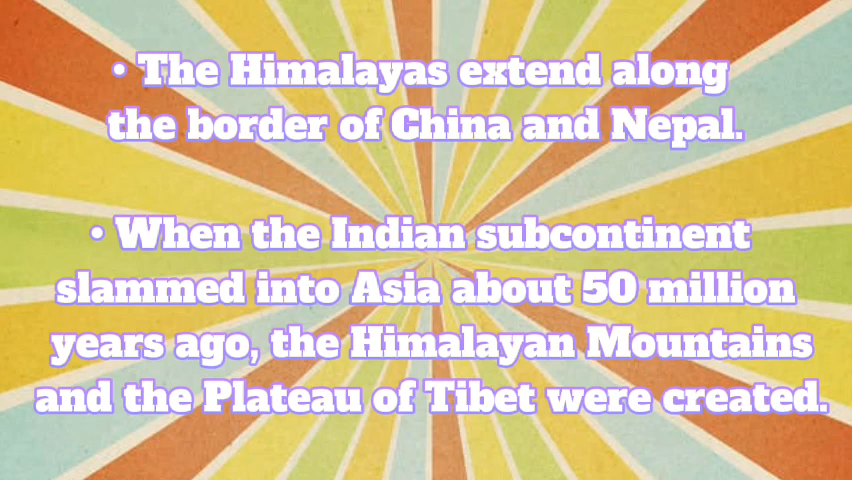 • The Himalayas extend along
the border of China and Nepal.
• When the Indian subcontinent
slammed into Asia about 50 million
years ago, the Himalayan Mountains
and the Plateau of Tibet were created.